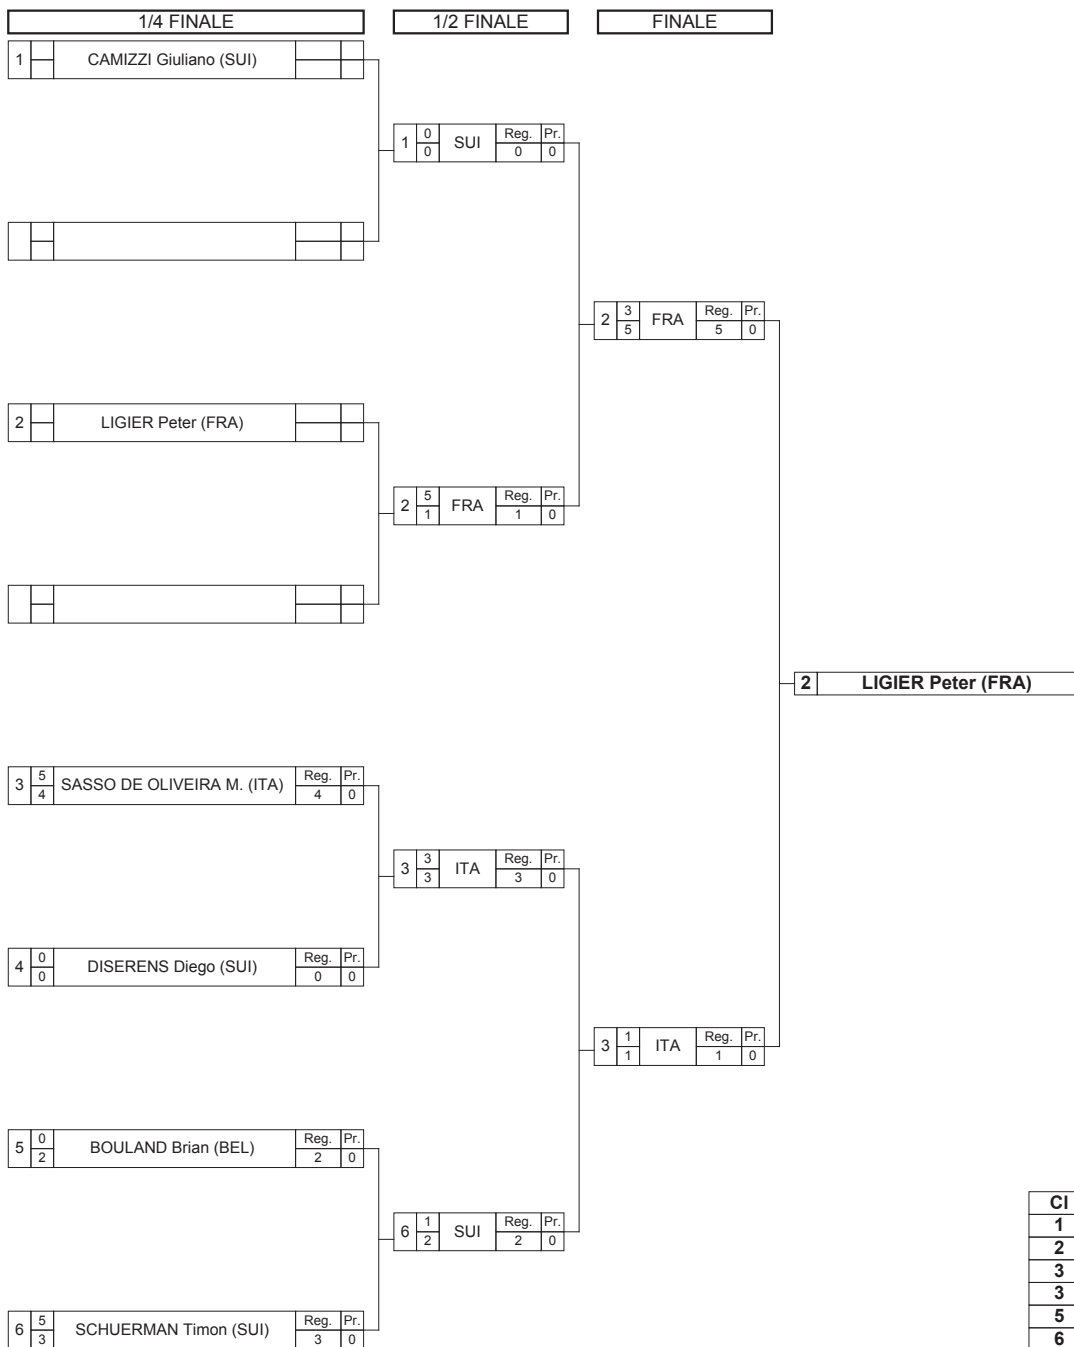 1/4 FINALE 1/2 FINALE FINALE
1 CAMIZZI Giuliano (SUI)
1 0 0 SUI Reg. 0 Pr. 0
2 3 5 FRA Reg. 5 Pr. 0
2 LIGIER Peter (FRA)
2 5 1 FRA Reg. 1 Pr. 0
2 LIGIER Peter (FRA)
3 5 4 SASSO DE OLIVEIRA M. (ITA) Reg. 4 Pr. 0
3 3 3 ITA Reg. 3 Pr. 0
4 0 0 DISERENS Diego (SUI) Reg. 0 Pr. 0
3 1 1 ITA Reg. 1 Pr. 0
5 0 2 BOULAND Brian (BEL) Reg. 2 Pr. 0
6 1 2 SUI Reg. 2 Pr. 0
6 5 3 SCHUERMAN Timon (SUI) Reg. 3 Pr. 0
Cl
1
2
3
3
5
6